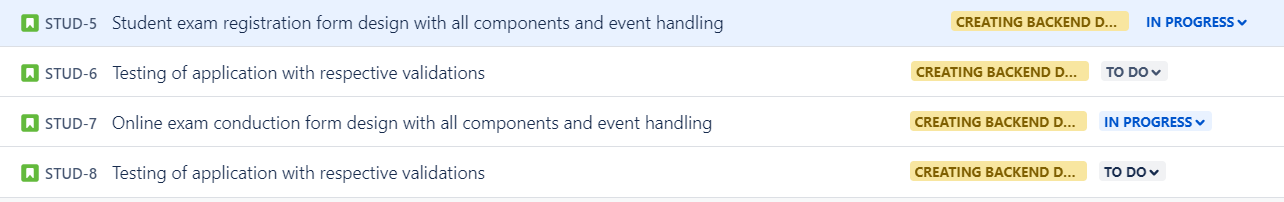 STUD-5 Student exam registration form design with all components and event handling CREATING BACKEND D... IN PROGRESS
STUD-6 Testing of application with respective validations CREATING BACKEND D... TO DO
STUD-7 Online exam conduction form design with all components and event handling CREATING BACKEND D... IN PROGRESS
STUD-8 Testing of application with respective validations CREATING BACKEND D... TO DO